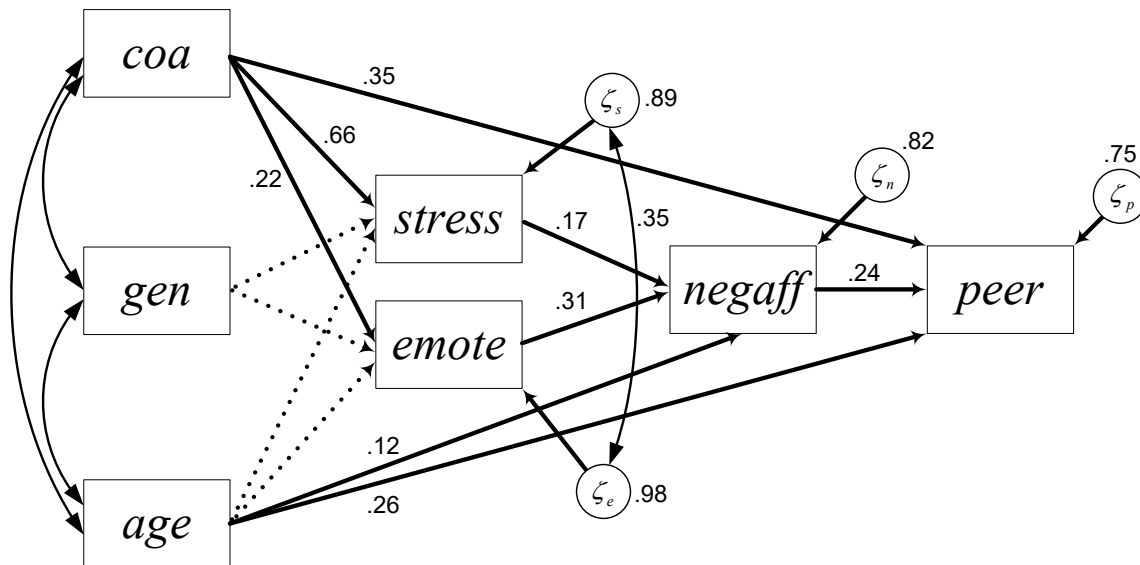 coa
.35
ζs
.89
.66
.82
.75
.22
ζn
ζp
stress
.17
.35
gen
negaff
.24
peer
.31
emote
.12
ζe
.98
.26
age